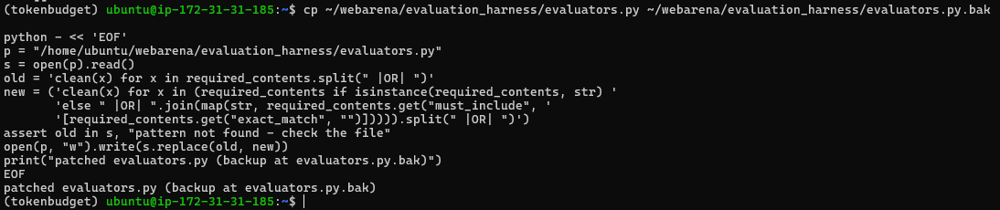 (tokenbudget) ubuntu@ip-172-31-31-185:~$ cp ~/webarena/evaluation_harness/evaluators.py ~/webarena/evaluation_harness/evaluators.py.bak

python - << 'EOF'
p = "/home/ubuntu/webarena/evaluation_harness/evaluators.py"
s = open(p).read()
old = 'clean(x) for x in required_contents.split(" |OR| ")'
new = ('clean(x) for x in (required_contents if isinstance(required_contents, str) '
       'else " |OR| ".join(map(str, required_contents.get("must_include", '
       '[required_contents.get("exact_match", "")])))).split(" |OR| ")')
assert old in s, "pattern not found - check the file"
open(p, "w").write(s.replace(old, new))
print("patched evaluators.py (backup at evaluators.py.bak)")
EOF
patched evaluators.py (backup at evaluators.py.bak)
(tokenbudget) ubuntu@ip-172-31-31-185:~$